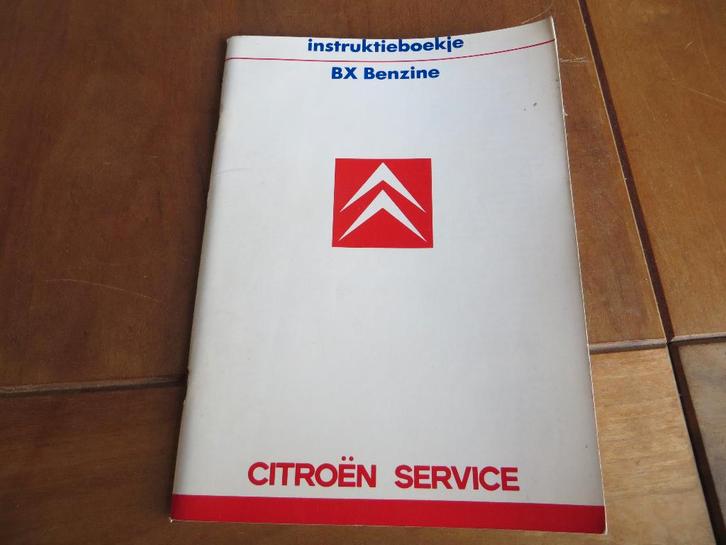 instruktieboekje
BX Benzine
CITROËN SERVICE